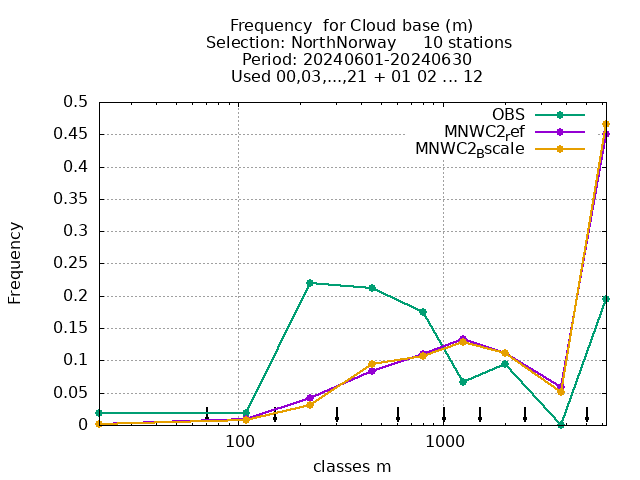 Frequency  for Cloud base (m)
Selection: NorthNorway     10 stations
Period: 20240601-20240630
Used 00,03,...,21 + 01 02 ... 12
OBS
MNWC2ref
MNWC2Bscale
0.5
0.45
0.4
0.35
0.3
0.25
0.2
0.15
0.1
0.05
0
Frequency
100
1000
classes m